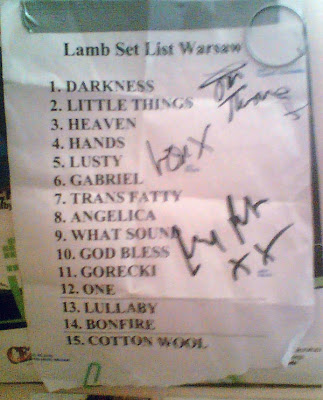 Lamb Set List Warsaw
1. DARKNESS
2. LITTLE THINGS
3. HEAVEN
4. HANDS
5. LUSTY
6. GABRIEL
7. TRANS FATTY
8. ANGELICA
9. WHAT SOUND
10. GOD BLESS
11. GORECKI
12. ONE
13. LULLABY
14. BONFIRE
15. COTTON WOOL